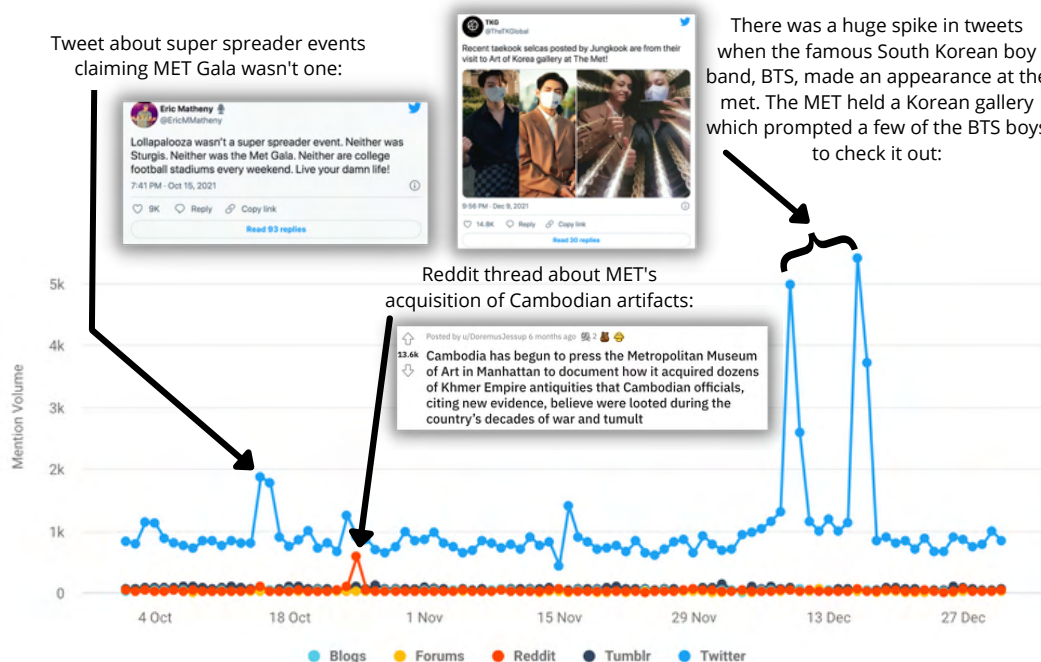 Tweet about super spreader events
claiming MET Gala wasn't one:
Eric Matheny
@EricMMatheny
Lollapalooza wasn't a super spreader event. Neither was
Sturgis. Neither was the Met Gala. Neither are college
football stadiums every weekend. Live your damn life!
7:41 PM · Oct 15, 2021
9K Reply Copy link
Read 93 replies
TKG
@TheTKGlobal
Recent taekook selcas posted by Jungkook are from their
visit to Art of Korea gallery at The Met!
9:56 PM · Dec 9, 2021
14.8K Reply Copy link
Read 30 replies
There was a huge spike in tweets
when the famous South Korean boy
band, BTS, made an appearance at the
met. The MET held a Korean gallery
which prompted a few of the BTS boys
to check it out:
Reddit thread about MET's
acquisition of Cambodian artifacts:
Posted by u/DoremusJessup 6 months ago 2
13.6k
Cambodia has begun to press the Metropolitan Museum
of Art in Manhattan to document how it acquired dozens
of Khmer Empire antiquities that Cambodian officials,
citing new evidence, believe were looted during the
country's decades of war and tumult
Mention Volume
5k
4k
3k
2k
1k
0
4 Oct 18 Oct 1 Nov 15 Nov 29 Nov 13 Dec 27 Dec
Blogs Forums Reddit Tumblr Twitter